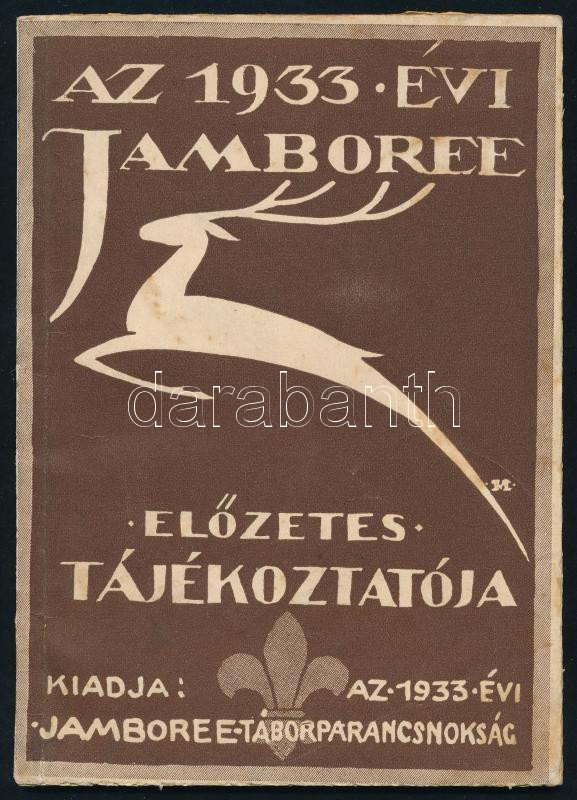 AZ 1933 · ÉVI
JAMBOREE
darabanth
· M ·
· ELŐZETES ·
TÁJÉKOZTATÓJA
KIADJA: AZ · 1933 · ÉVI
· JAMBOREE-TÁBORPARANCSNOKSÁG